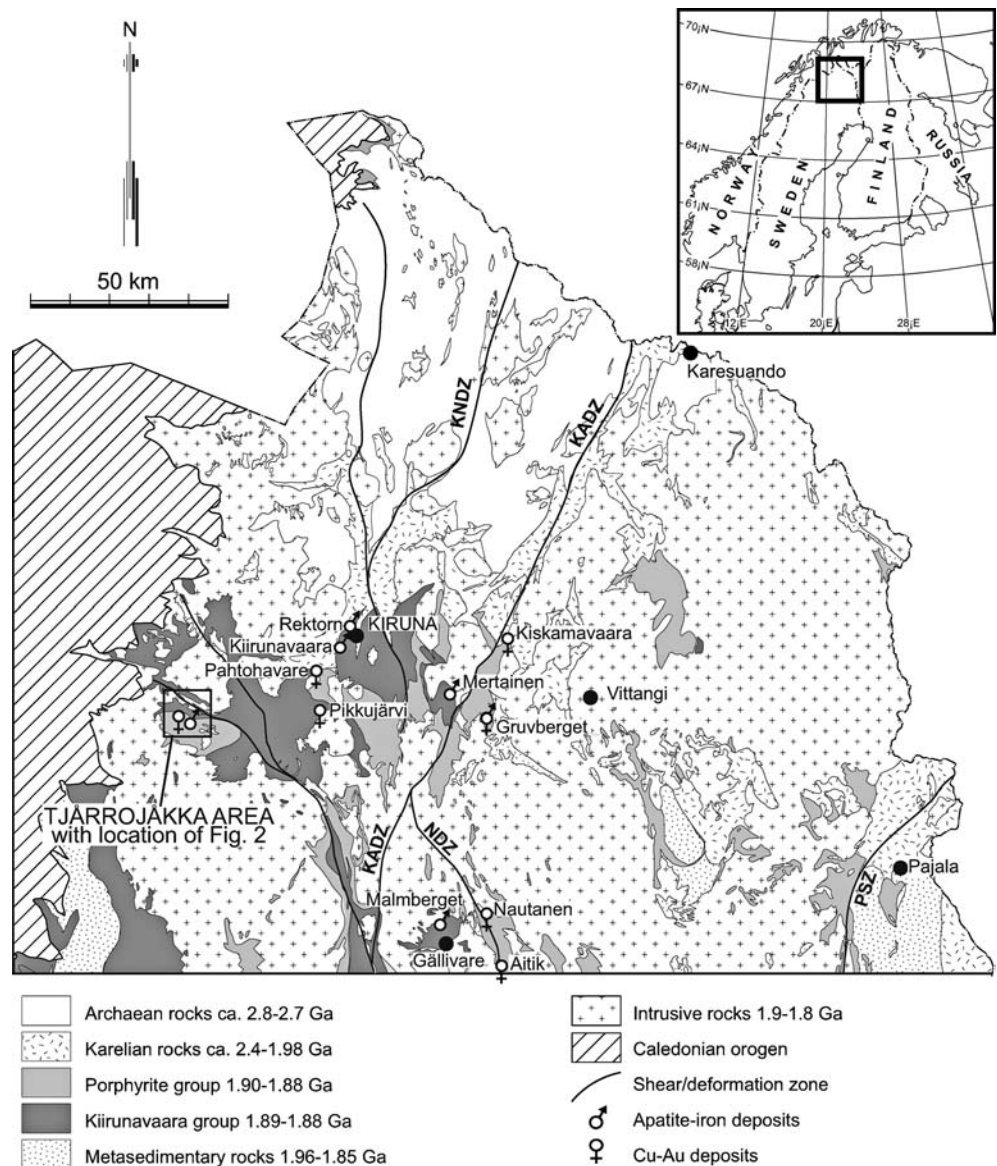 N
50 km
70¡N
67¡N
64¡N
61¡N
58¡N
12¡E
20¡E
28¡E
NORWAY
SWEDEN
FINLAND
RUSSIA
KNDZ
KADZ
Karesuando
Rektorn
KIRUNA
Kiirunavaara
Kiskamavaara
Pahtohavare
Mertainen
Vittangi
Pikkujärvi
Gruvberget
TJÅRROJÅKKA AREA
with location of Fig. 2
KADZ
NDZ
PSZ
Pajala
Malmberget
Nautanen
Gällivare
Aitik
Archaean rocks ca. 2.8-2.7 Ga
Karelian rocks ca. 2.4-1.98 Ga
Porphyrite group 1.90-1.88 Ga
Kiirunavaara group 1.89-1.88 Ga
Metasedimentary rocks 1.96-1.85 Ga
Intrusive rocks 1.9-1.8 Ga
Caledonian orogen
Shear/deformation zone
Apatite-iron deposits
Cu-Au deposits